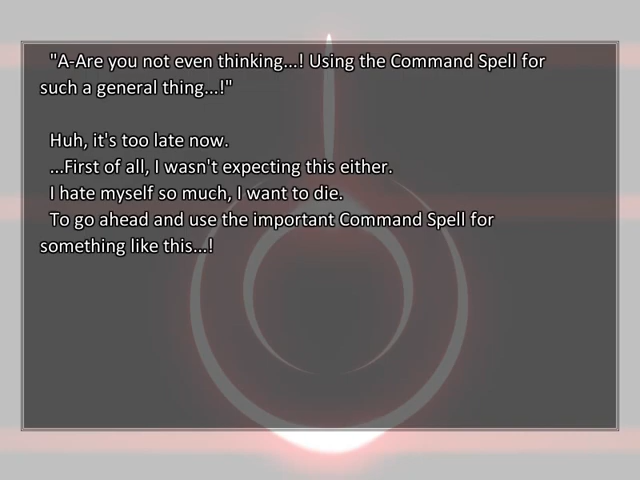 "A-Are you not even thinking...! Using the Command Spell for
such a general thing...!"
Huh, it's too late now.
...First of all, I wasn't expecting this either.
I hate myself so much, I want to die.
To go ahead and use the important Command Spell for
something like this...!